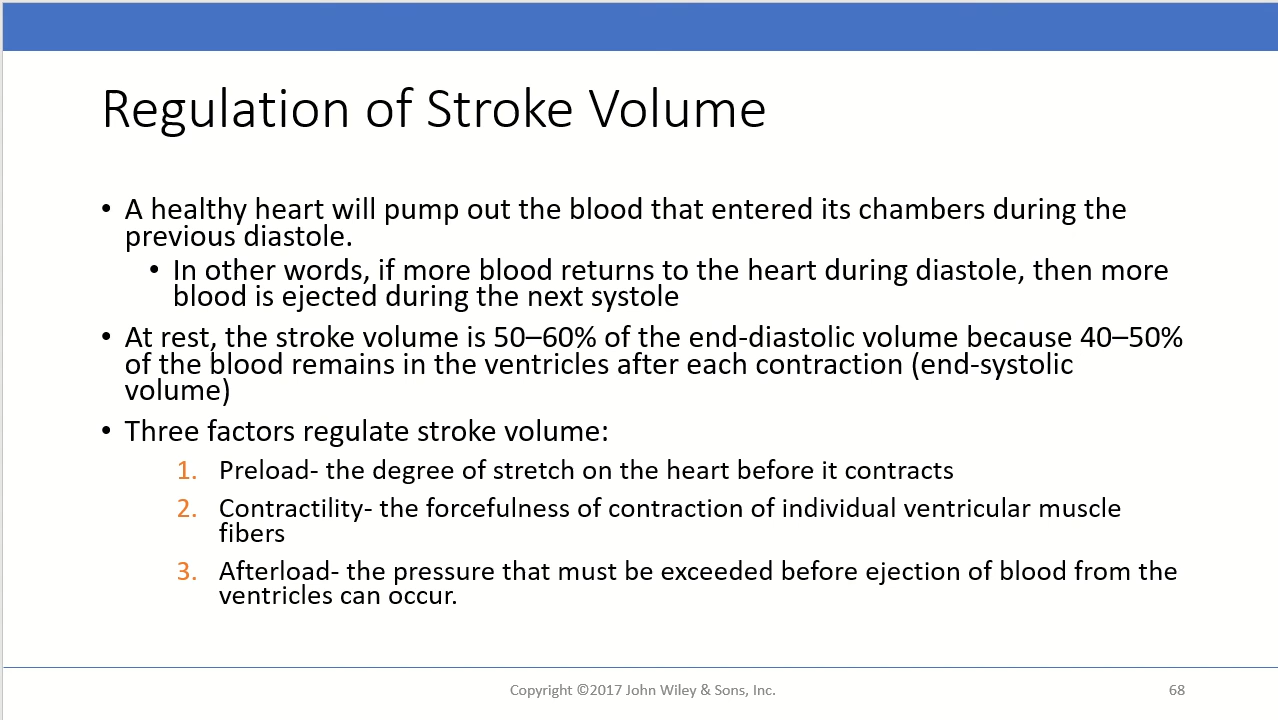 Regulation of Stroke Volume
• A healthy heart will pump out the blood that entered its chambers during the
previous diastole.
• In other words, if more blood returns to the heart during diastole, then more
blood is ejected during the next systole
• At rest, the stroke volume is 50–60% of the end-diastolic volume because 40–50%
of the blood remains in the ventricles after each contraction (end-systolic
volume)
• Three factors regulate stroke volume:
1. Preload- the degree of stretch on the heart before it contracts
2. Contractility- the forcefulness of contraction of individual ventricular muscle
fibers
3. Afterload- the pressure that must be exceeded before ejection of blood from the
ventricles can occur.
Copyright ©2017 John Wiley & Sons, Inc.
68